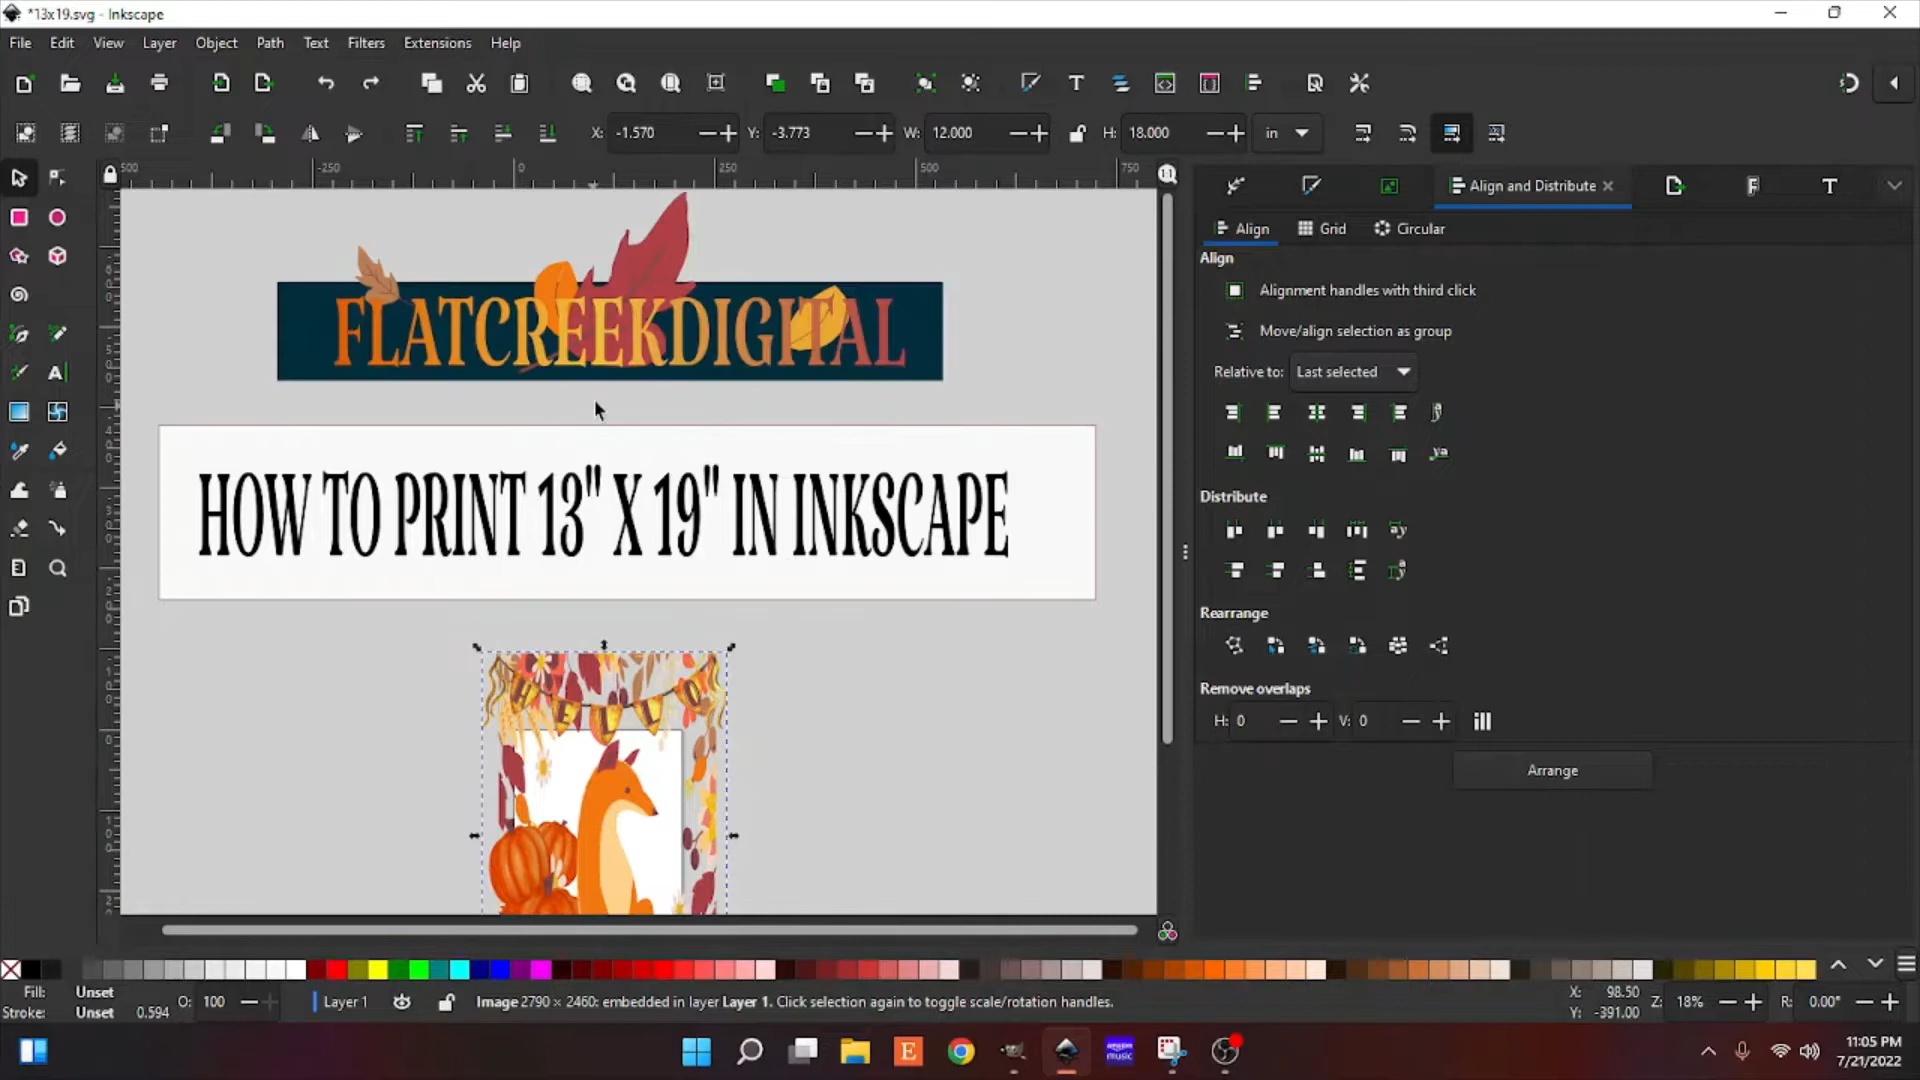 *13x19.svg - Inkscape
File Edit View Layer Object Path Text Filters Extensions Help
X: -1.570 Y: -3.773 W: 12.000 H: 18.000 in
-250 0 250 500 750
Align and Distribute
Align Grid Circular
Align
Alignment handles with third click
Move/align selection as group
Relative to: Last selected
Distribute
Rearrange
Remove overlaps
H: 0 V: 0
Arrange
FLATCREEKDIGITAL
HOW TO PRINT 13" X 19" IN INKSCAPE
HELLO
Fill: Unset
Stroke: Unset 0.594
O: 100
Layer 1
Image 2790 × 2460: embedded in layer Layer 1. Click selection again to toggle scale/rotation handles.
X: 98.50
Y: -391.00
Z: 18%
R: 0.00°
amazon music
11:05 PM
7/21/2022